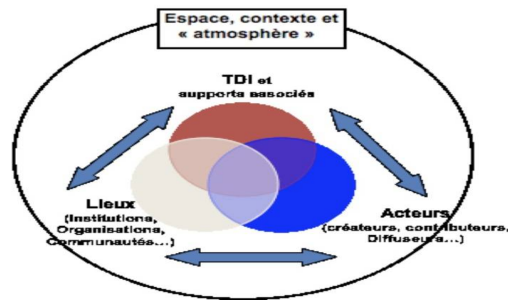 Espace, contexte et
« atmosphère »
TDI et
supports associés
Lieux
(Institutions,
Organisations,
Communautés...)
Acteurs
(créateurs, contributeurs,
Diffuseurs...)